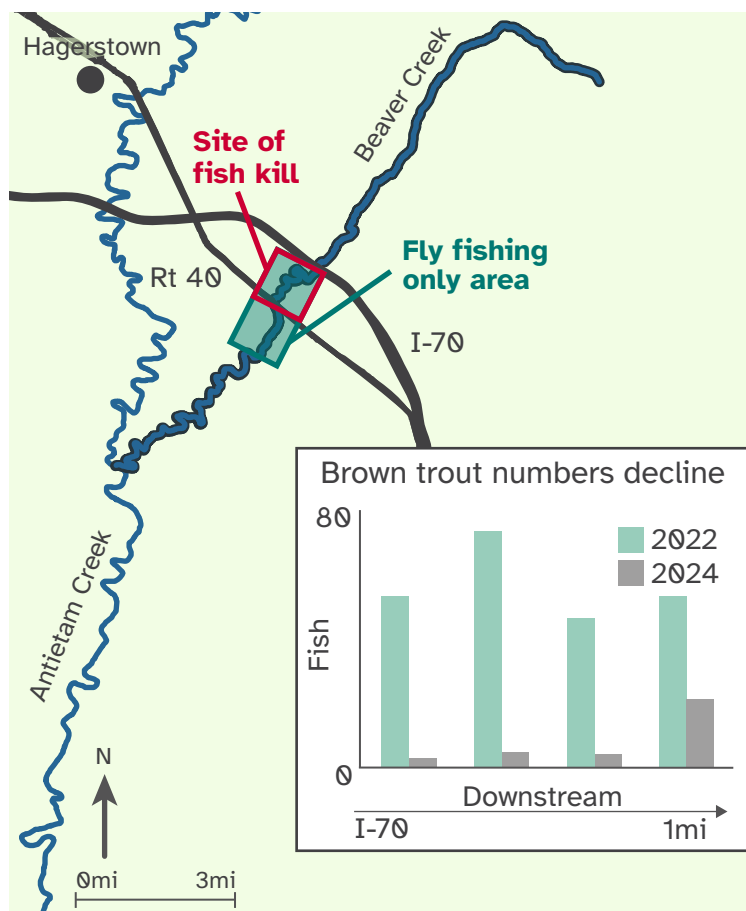 Hagerstown
Beaver Creek
Site of
fish kill
Fly fishing
only area
Rt 40
I-70
Antietam Creek
N
0mi
3mi
Brown trout numbers decline
80
2022
2024
Fish
0
Downstream
I-70
1mi